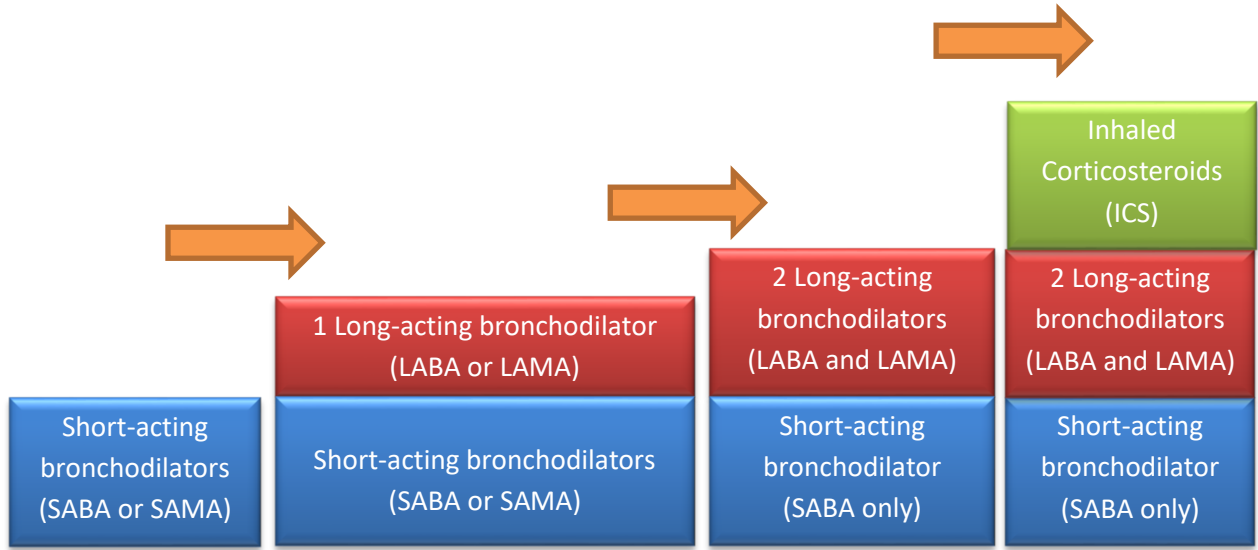 Short-acting
bronchodilators
(SABA or SAMA)
1 Long-acting bronchodilator
(LABA or LAMA)
Short-acting bronchodilators
(SABA or SAMA)
2 Long-acting
bronchodilators
(LABA and LAMA)
Short-acting
bronchodilator
(SABA only)
Inhaled
Corticosteroids
(ICS)
2 Long-acting
bronchodilators
(LABA and LAMA)
Short-acting
bronchodilator
(SABA only)